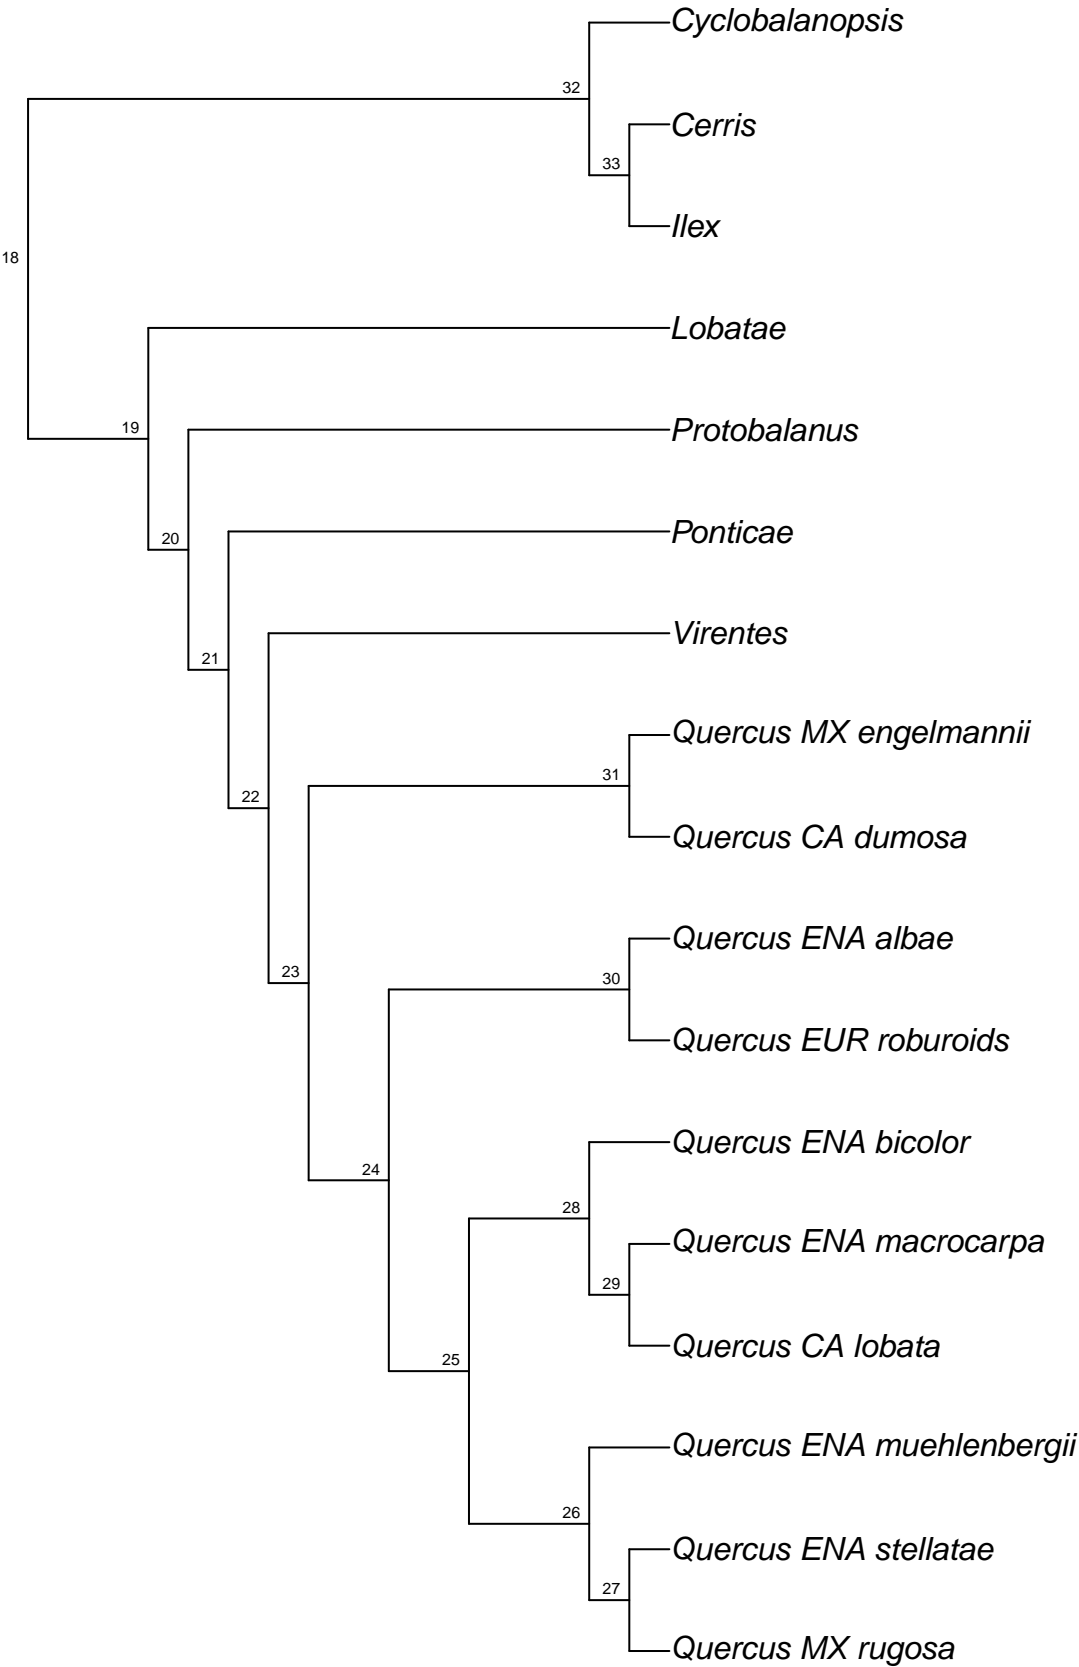 Cyclobalanopsis
32
Cerris
33
Ilex
18
Lobatae
19
Protobalanus
20
Ponticae
21
Virentes
Quercus MX engelmannii
31
22
Quercus CA dumosa
Quercus ENA albae
23
30
Quercus EUR roburoids
Quercus ENA bicolor
24
28
Quercus ENA macrocarpa
29
Quercus CA lobata
25
Quercus ENA muehlenbergii
26
Quercus ENA stellatae
27
Quercus MX rugosa